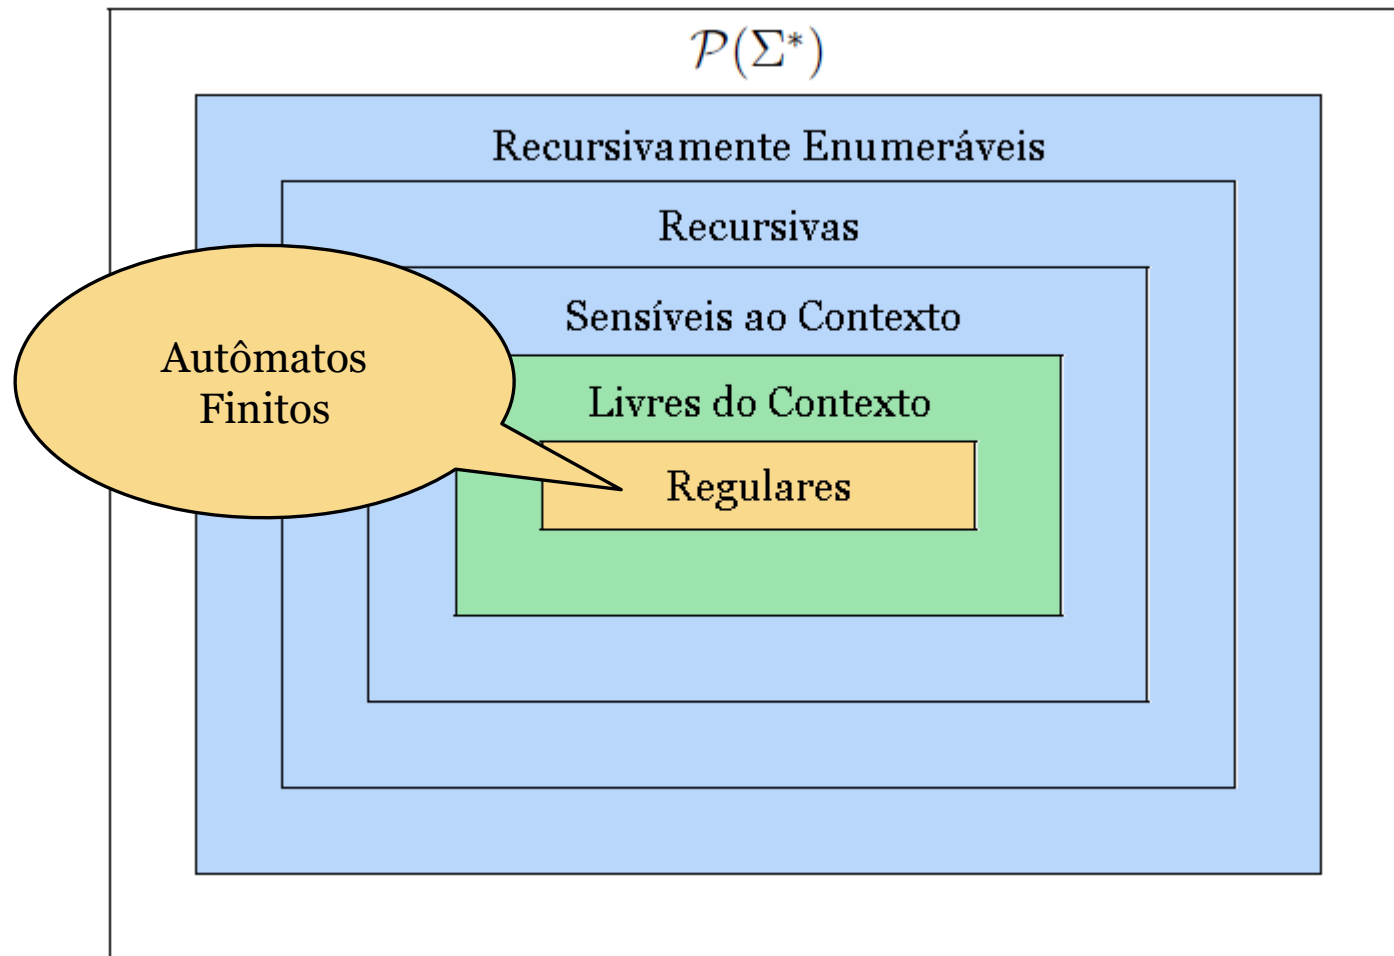 𝒫(Σ*)
Recursivamente Enumeráveis
Recursivas
Sensíveis ao Contexto
Autômatos
Finitos
Livres do Contexto
Regulares